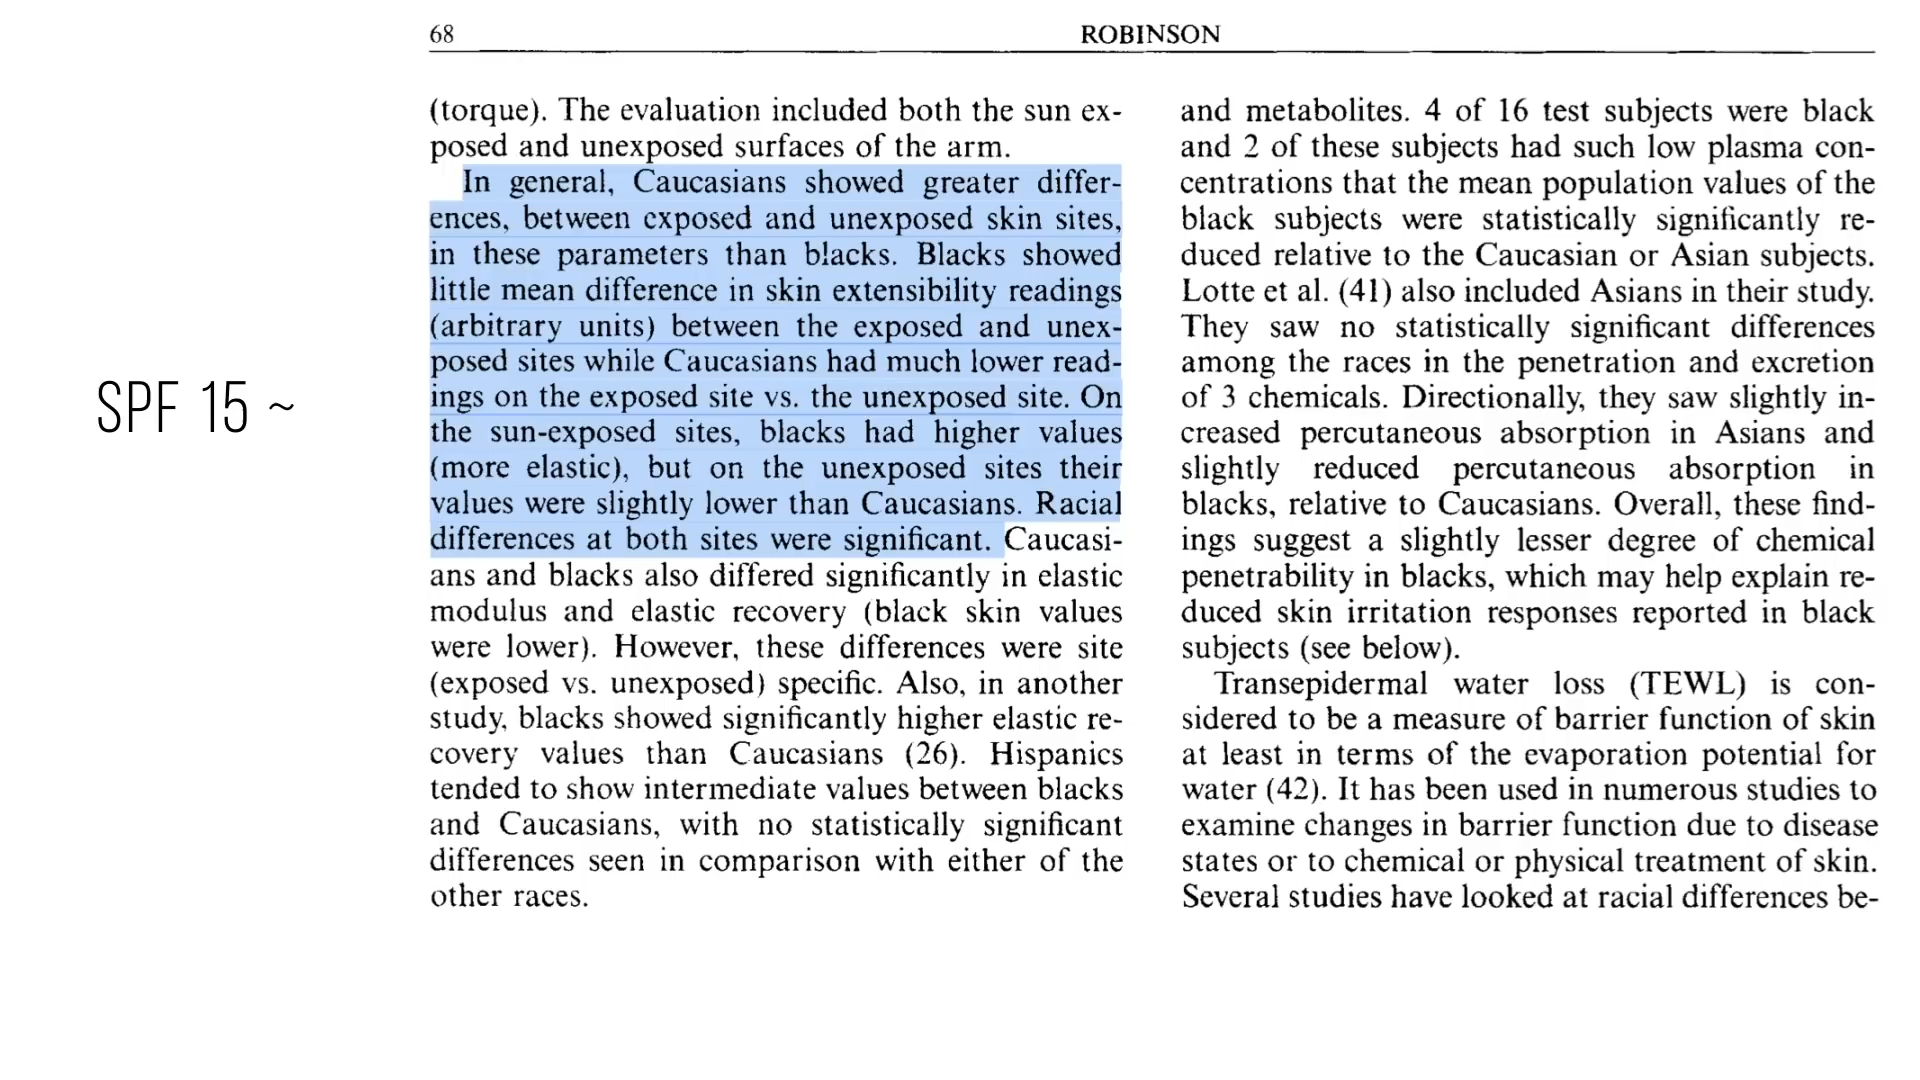 68
ROBINSON
SPF 15 ~
(torque). The evaluation included both the sun ex-
posed and unexposed surfaces of the arm.
In general, Caucasians showed greater differ-
ences, between exposed and unexposed skin sites,
in these parameters than blacks. Blacks showed
little mean difference in skin extensibility readings
(arbitrary units) between the exposed and unex-
posed sites while Caucasians had much lower read-
ings on the exposed site vs. the unexposed site. On
the sun-exposed sites, blacks had higher values
(more elastic), but on the unexposed sites their
values were slightly lower than Caucasians. Racial
differences at both sites were significant. Caucasi-
ans and blacks also differed significantly in elastic
modulus and elastic recovery (black skin values
were lower). However, these differences were site
(exposed vs. unexposed) specific. Also, in another
study, blacks showed significantly higher elastic re-
covery values than Caucasians (26). Hispanics
tended to show intermediate values between blacks
and Caucasians, with no statistically significant
differences seen in comparison with either of the
other races.
and metabolites. 4 of 16 test subjects were black
and 2 of these subjects had such low plasma con-
centrations that the mean population values of the
black subjects were statistically significantly re-
duced relative to the Caucasian or Asian subjects.
Lotte et al. (41) also included Asians in their study.
They saw no statistically significant differences
among the races in the penetration and excretion
of 3 chemicals. Directionally, they saw slightly in-
creased percutaneous absorption in Asians and
slightly reduced percutaneous absorption in
blacks, relative to Caucasians. Overall, these find-
ings suggest a slightly lesser degree of chemical
penetrability in blacks, which may help explain re-
duced skin irritation responses reported in black
subjects (see below).
Transepidermal water loss (TEWL) is con-
sidered to be a measure of barrier function of skin
at least in terms of the evaporation potential for
water (42). It has been used in numerous studies to
examine changes in barrier function due to disease
states or to chemical or physical treatment of skin.
Several studies have looked at racial differences be-